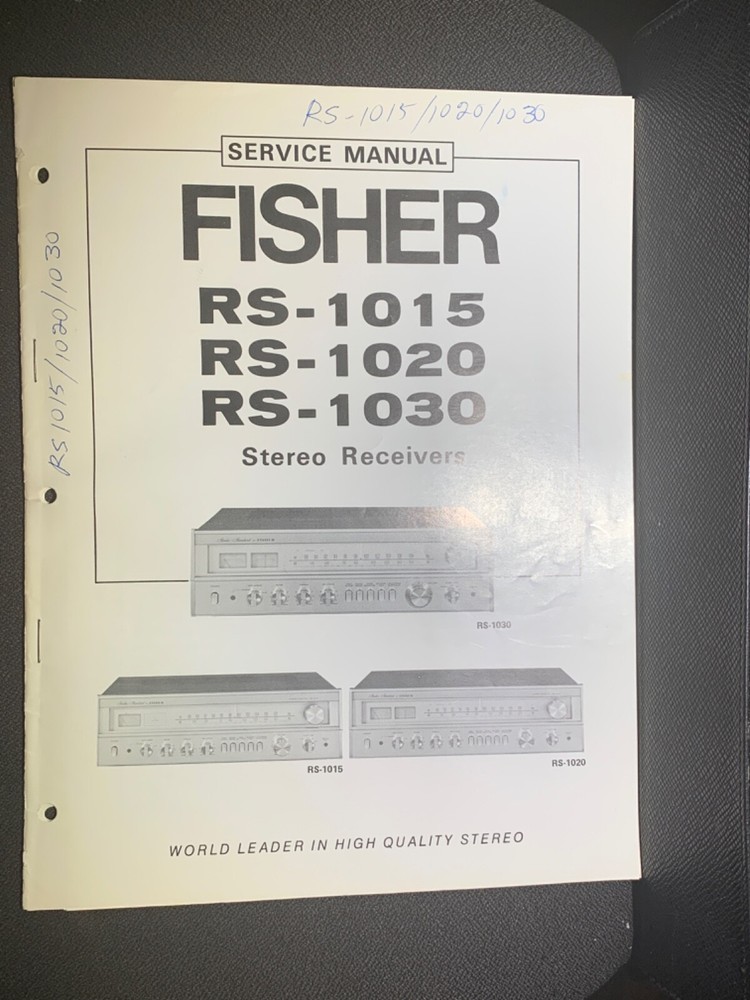 RS-1015/1020/1030
SERVICE MANUAL
FISHER
RS-1015
RS-1020
RS-1030
Stereo Receivers
RS1015/1020/1030
RS-1030
RS-1015
RS-1020
WORLD LEADER IN HIGH QUALITY STEREO